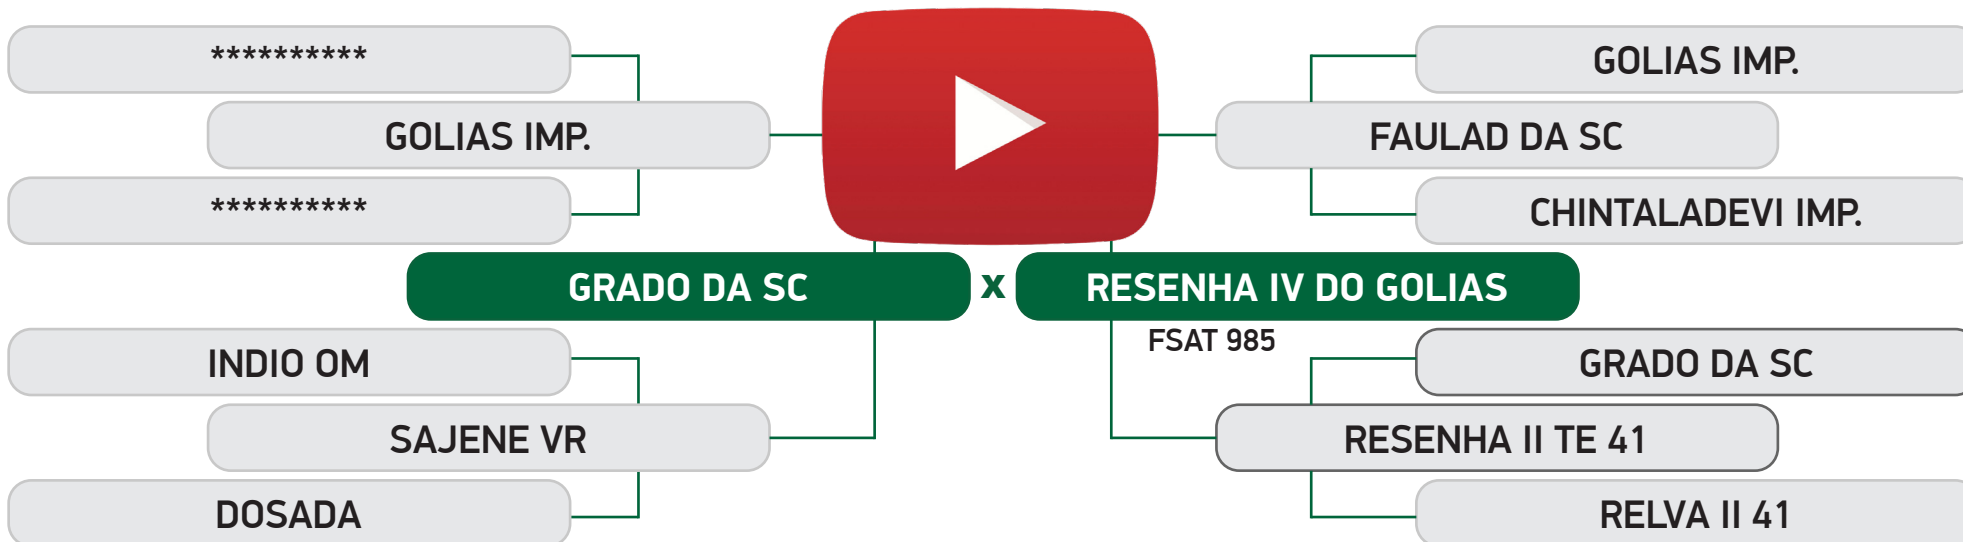 **********
GOLIAS IMP.
GOLIAS IMP.
FAULAD DA SC
**********
CHINTALADEVI IMP.
GRADO DA SC x RESENHA IV DO GOLIAS
FSAT 985
INDIO OM
GRADO DA SC
SAJENE VR
RESENHA II TE 41
DOSADA
RELVA II 41